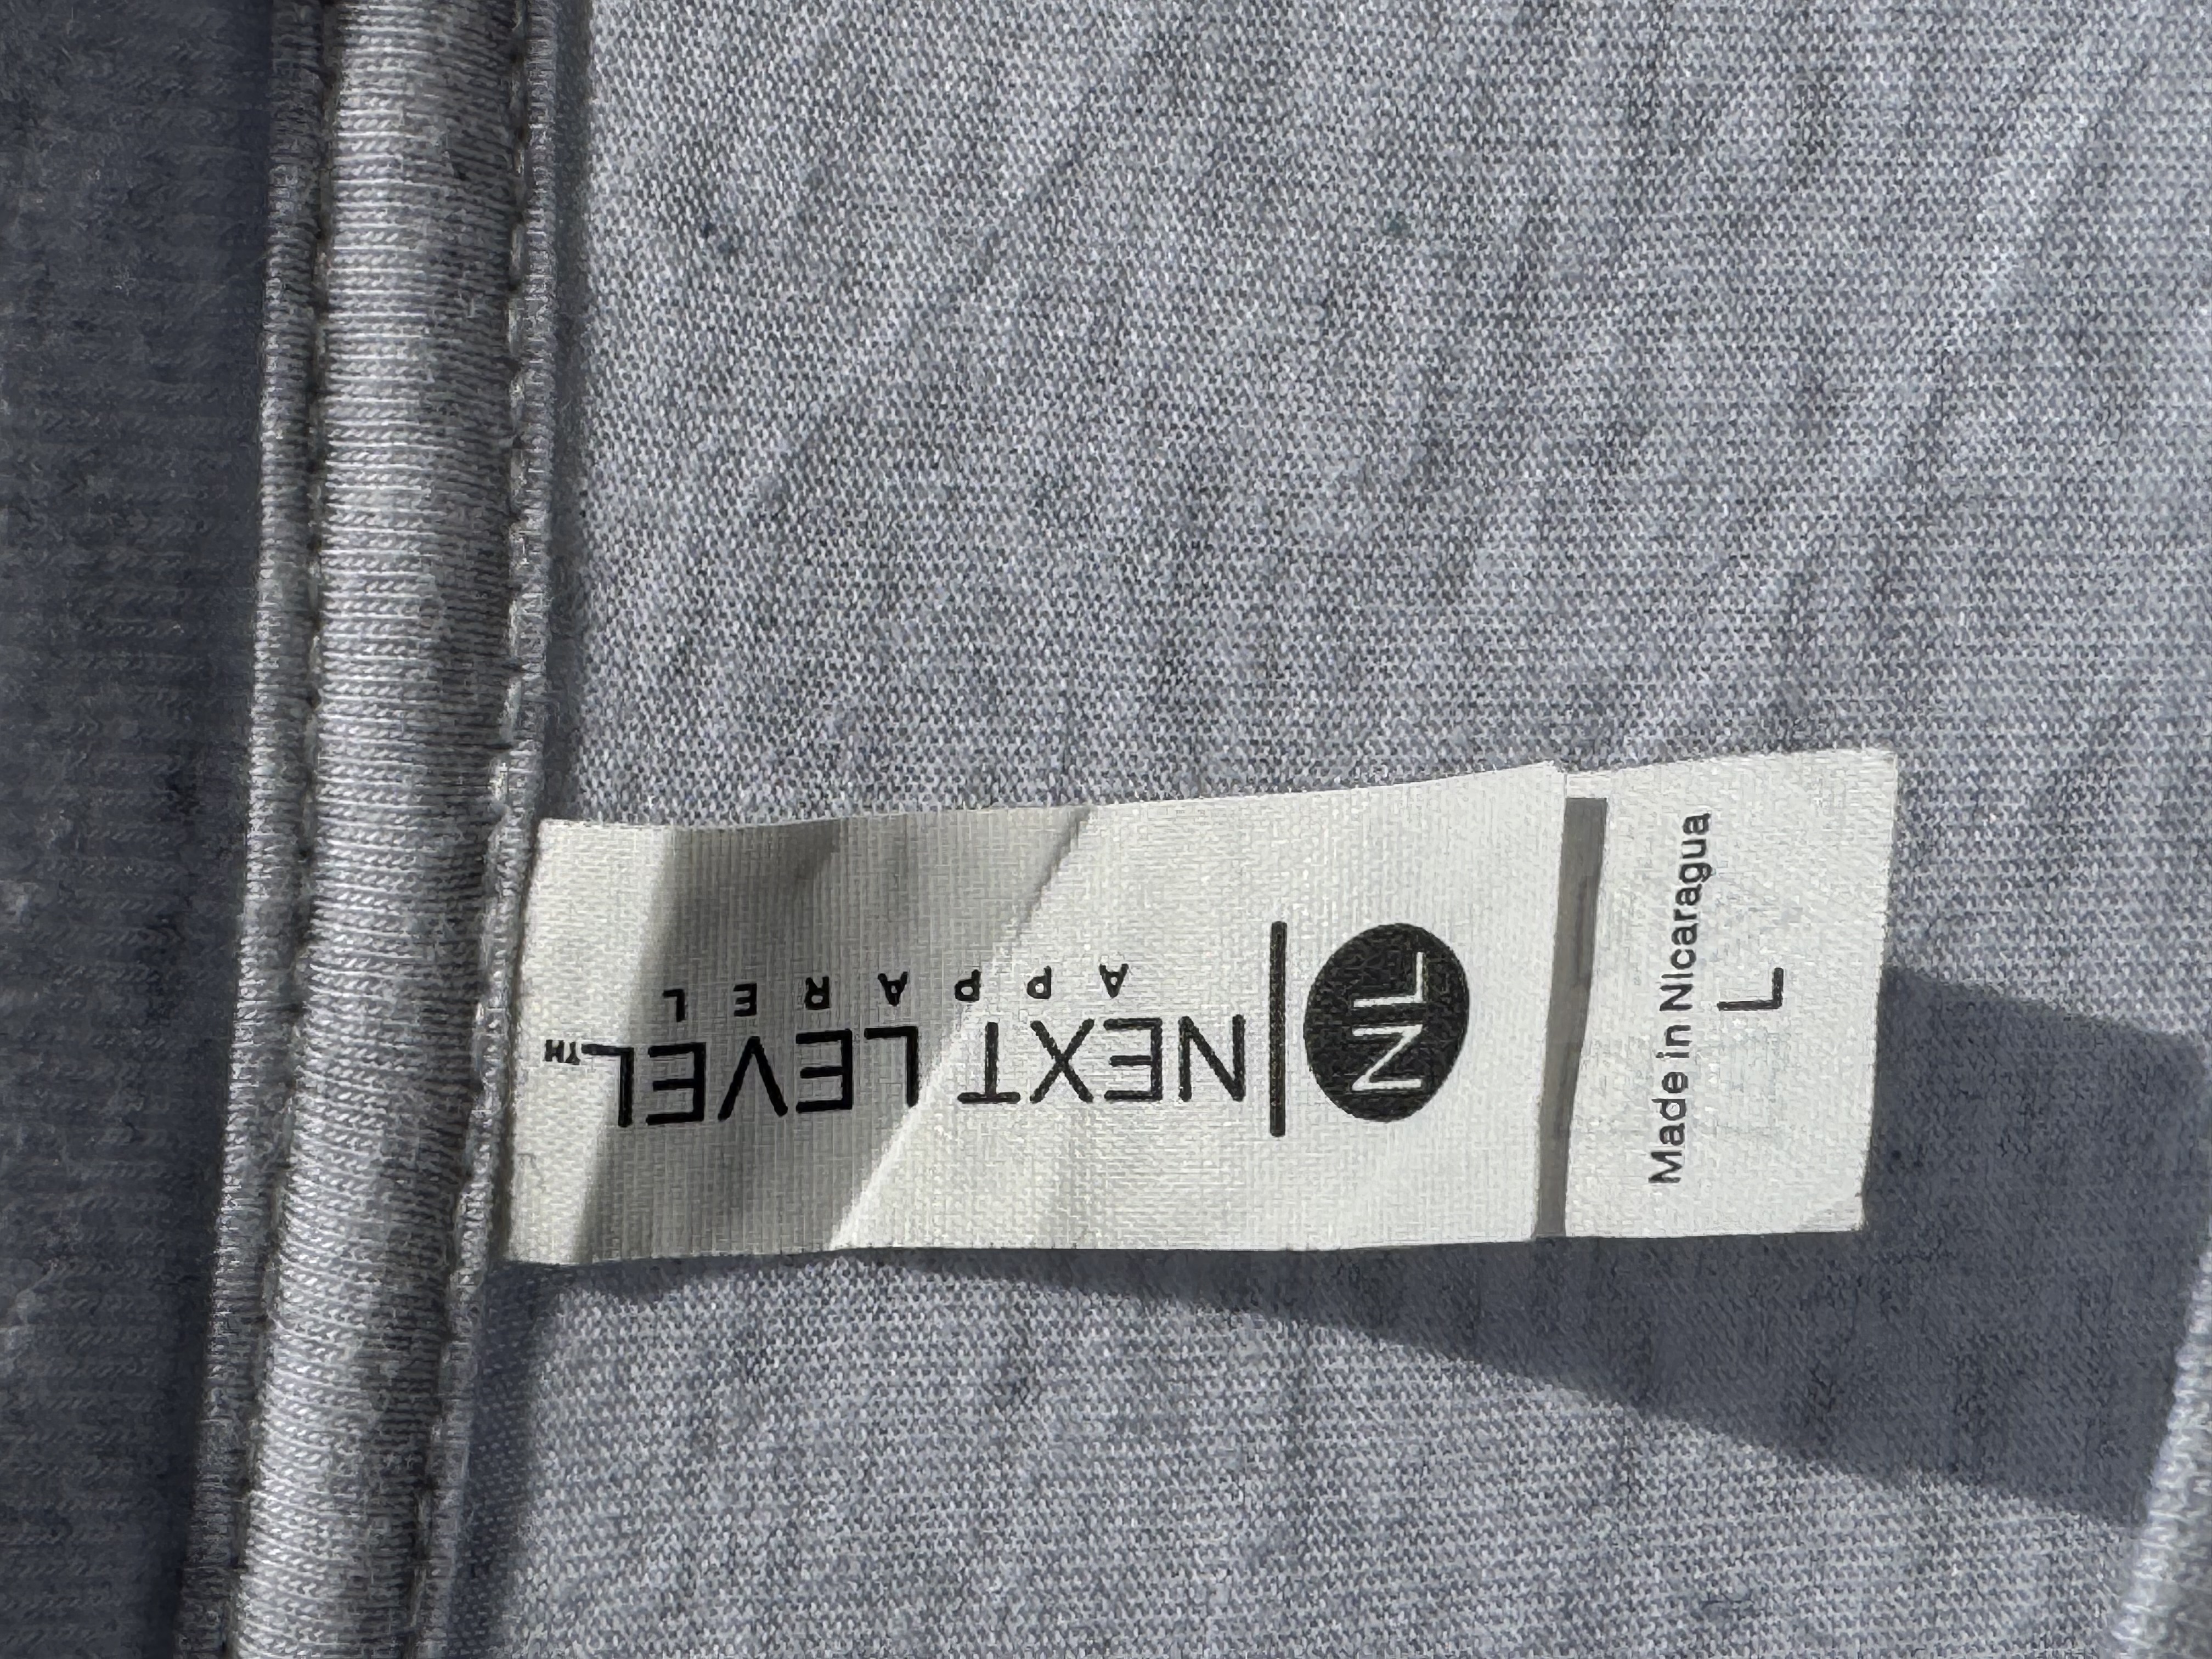 NL
NEXT LEVEL™
APPAREL
Made in Nicaragua
L